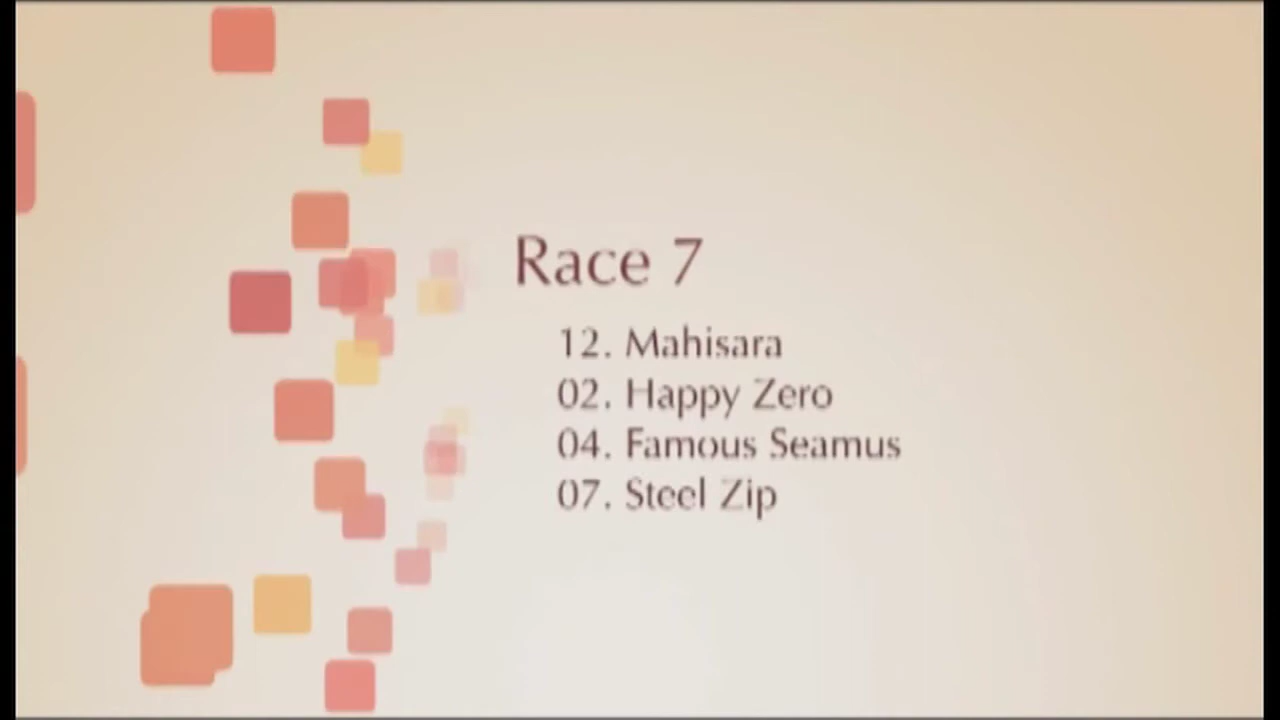 Race 7
12. Mahisara
02. Happy Zero
04. Famous Seamus
07. Steel Zip